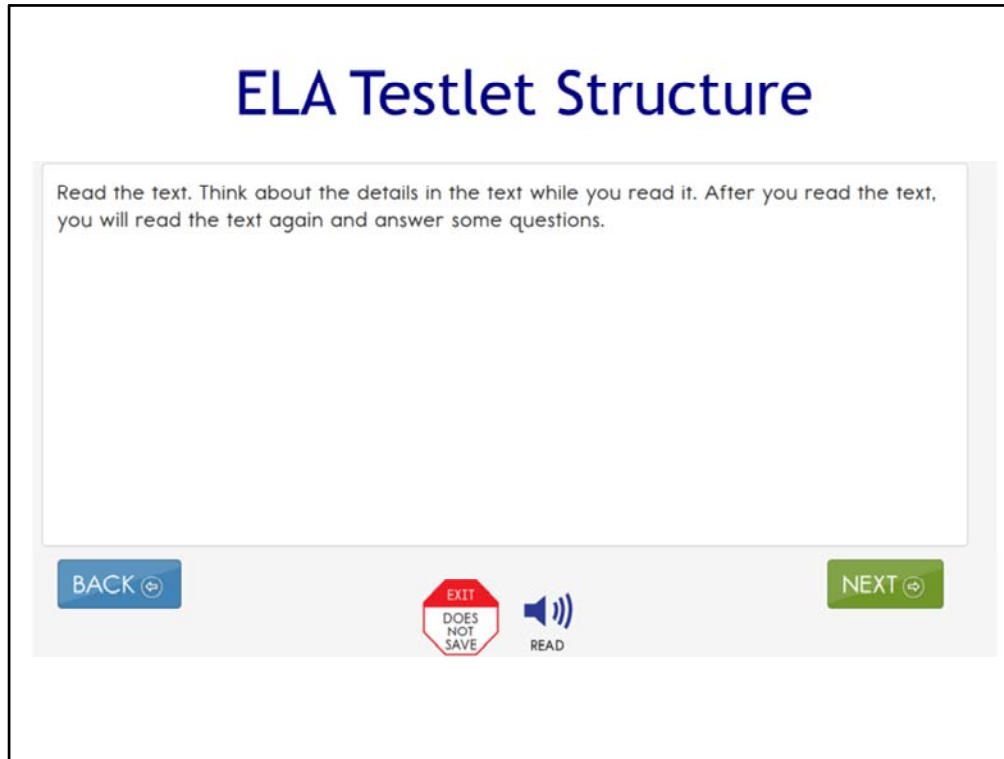 ELA Testlet Structure
Read the text. Think about the details in the text while you read it. After you read the text,
you will read the text again and answer some questions.
BACK
NEXT
EXIT
DOES
NOT
SAVE
READ